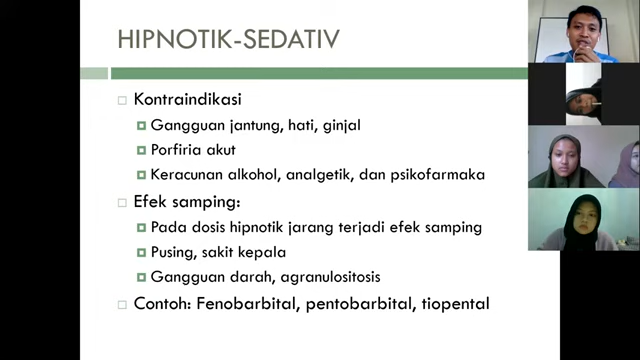 HIPNOTIK-SEDATIV
Kontraindikasi
Gangguan jantung, hati, ginjal
Porfiria akut
Keracunan alkohol, analgetik, dan psikofarmaka
Efek samping:
Pada dosis hipnotik jarang terjadi efek samping
Pusing, sakit kepala
Gangguan darah, agranulositosis
Contoh: Fenobarbital, pentobarbital, tiopental